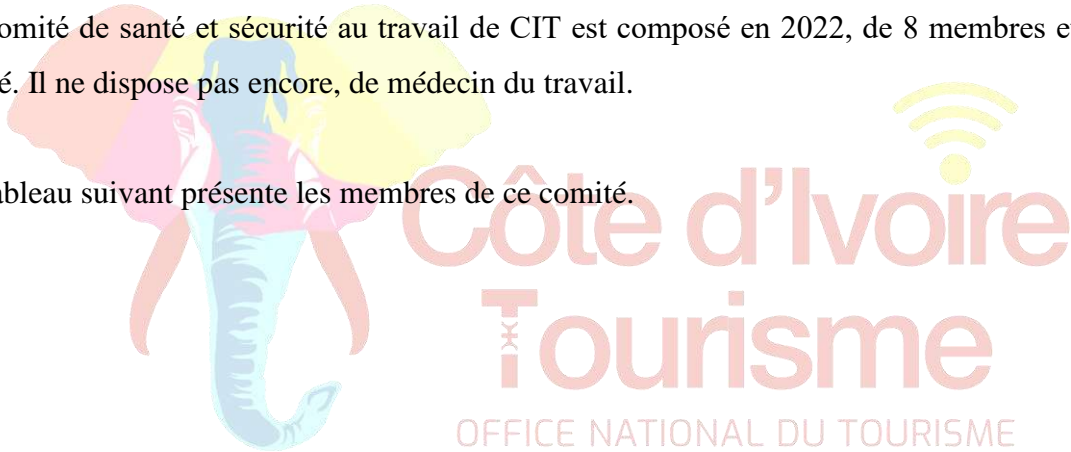 omité de santé et sécurité au travail de CIT est composé en 2022, de 8 membres e
é. Il ne dispose pas encore, de médecin du travail.
ableau suivant présente les membres de ce comité.
Côte d'Ivoire
Tourisme
OFFICE NATIONAL DU TOURISME